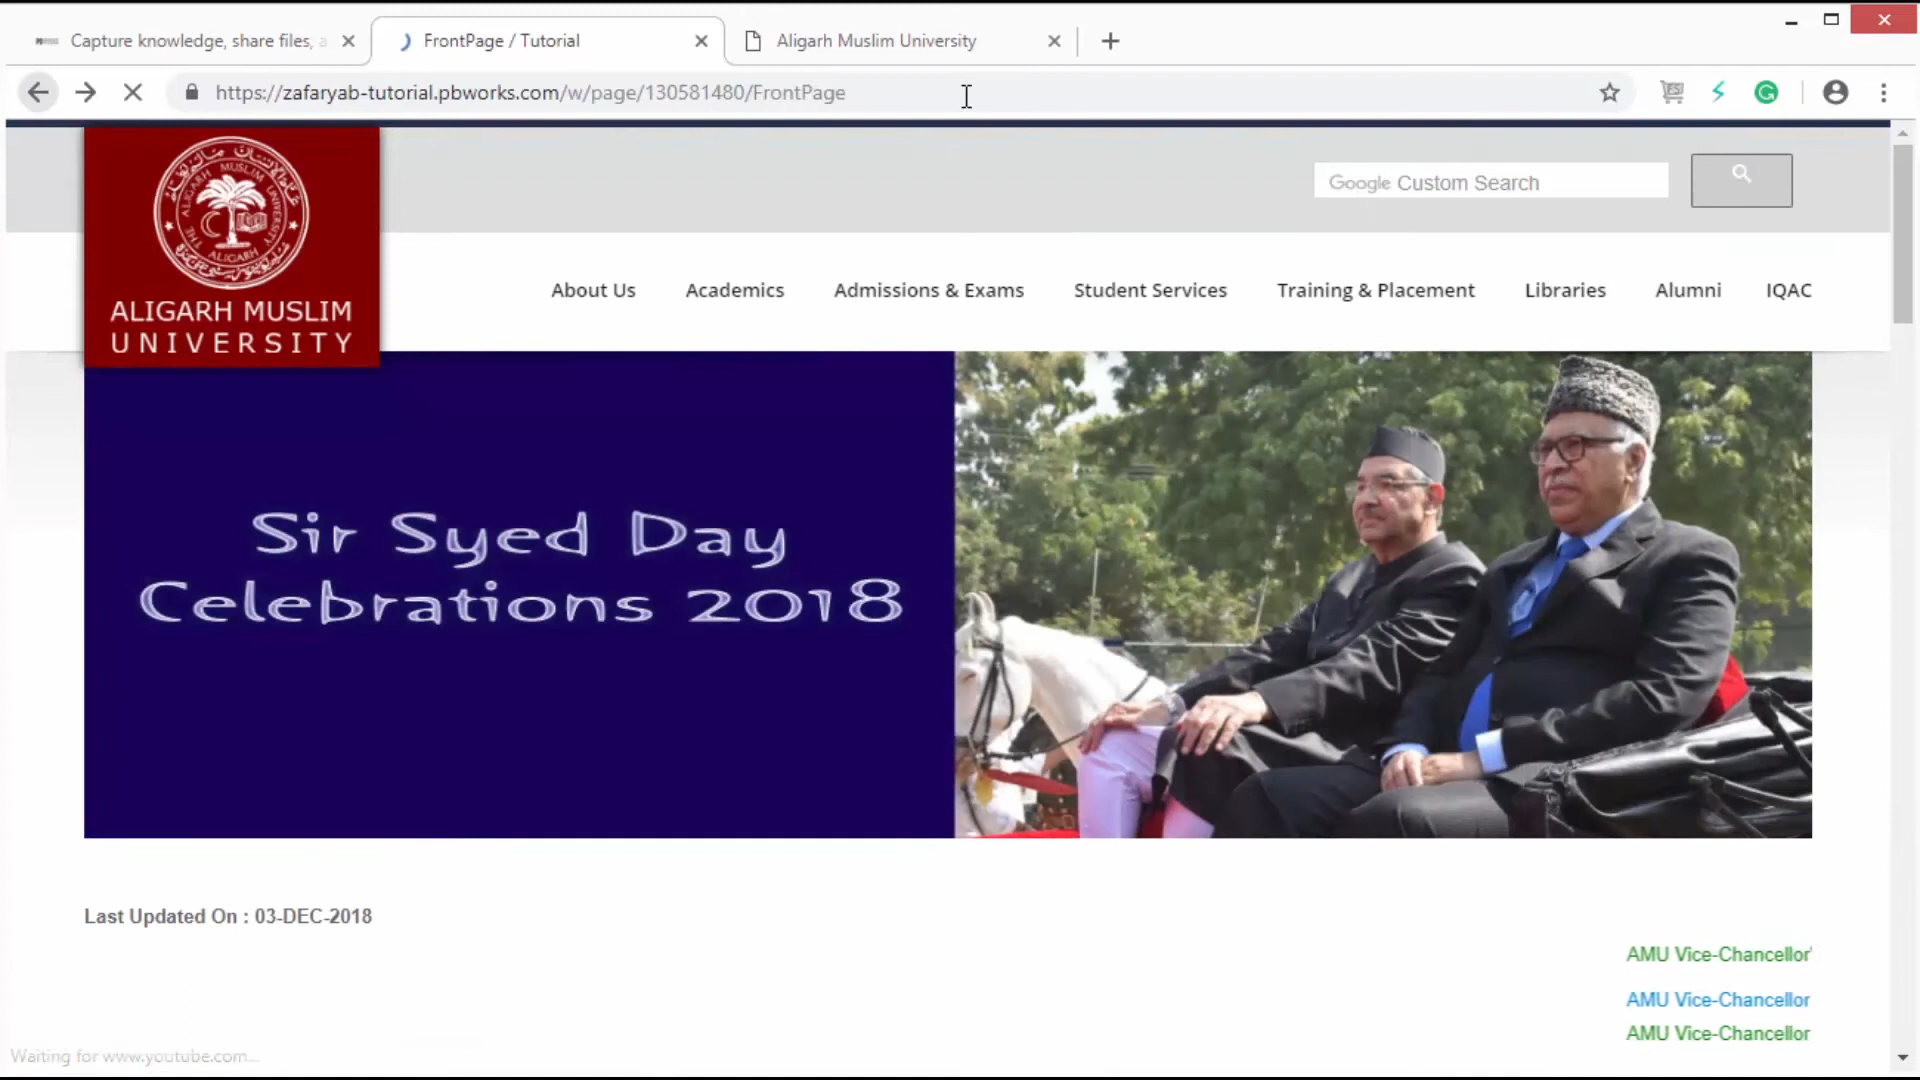 Capture knowledge, share files, a
FrontPage / Tutorial
Aligarh Muslim University
https://zafaryab-tutorial.pbworks.com/w/page/130581480/FrontPage
Google Custom Search
ALIGARH MUSLIM
UNIVERSITY
About Us
Academics
Admissions & Exams
Student Services
Training & Placement
Libraries
Alumni
IQAC
Sir Syed Day
Celebrations 2018
Last Updated On : 03-DEC-2018
AMU Vice-Chancellor'
AMU Vice-Chancellor
AMU Vice-Chancellor
Waiting for www.youtube.com...